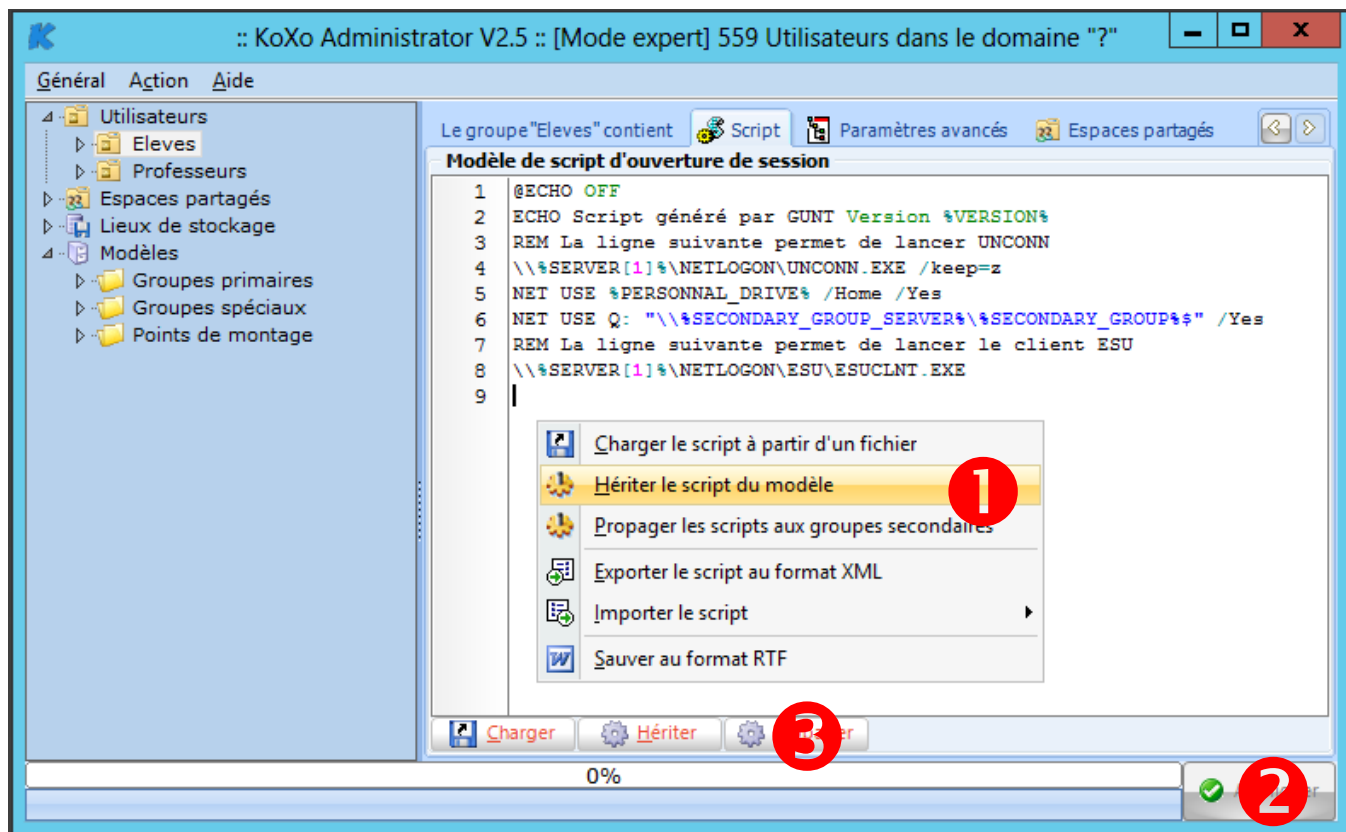 :: KoXo Administrator V2.5 :: [Mode expert] 559 Utilisateurs dans le domaine "?"
Général Action Aide
Utilisateurs
Eleves
Professeurs
Espaces partagés
Lieux de stockage
Modèles
Groupes primaires
Groupes spéciaux
Points de montage
Le groupe"Eleves" contient Script Paramètres avancés Espaces partagés
Modèle de script d'ouverture de session
1 @ECHO OFF
2 ECHO Script généré par GUNT Version %VERSION%
3 REM La ligne suivante permet de lancer UNCONN
4 \\%SERVER[1]%\NETLOGON\UNCONN.EXE /keep=z
5 NET USE %PERSONNAL_DRIVE% /Home /Yes
6 NET USE Q: "\\%SECONDARY_GROUP_SERVER%\%SECONDARY_GROUP%$" /Yes
7 REM La ligne suivante permet de lancer le client ESU
8 \\%SERVER[1]%\NETLOGON\ESU\ESUCLNT.EXE
9
Charger le script à partir d'un fichier
Hériter le script du modèle 1
Propager les scripts aux groupes secondaires
Exporter le script au format XML
Importer le script
Sauver au format RTF
Charger Hériter 3
0%
2